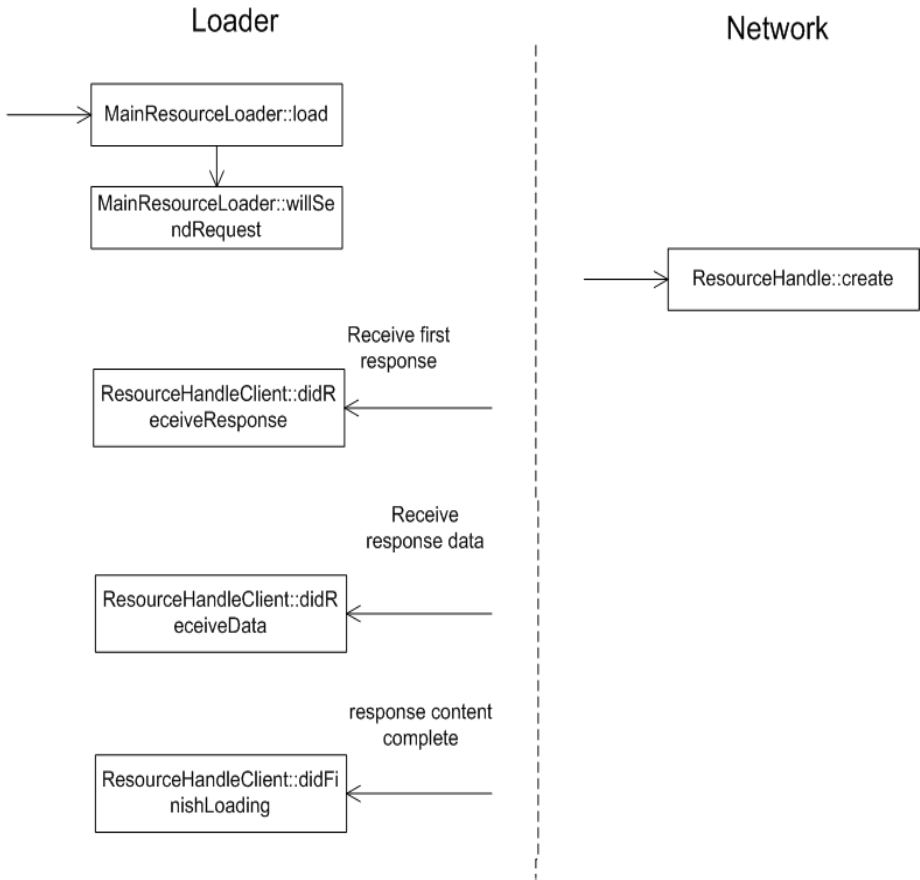 Loader
Network
MainResourceLoader::load
MainResourceLoader::willSe
ndRequest
ResourceHandle::create
Receive first
response
ResourceHandleClient::didR
eceiveResponse
Receive
response data
ResourceHandleClient::didR
eceiveData
response content
complete
ResourceHandleClient::didFi
nishLoading